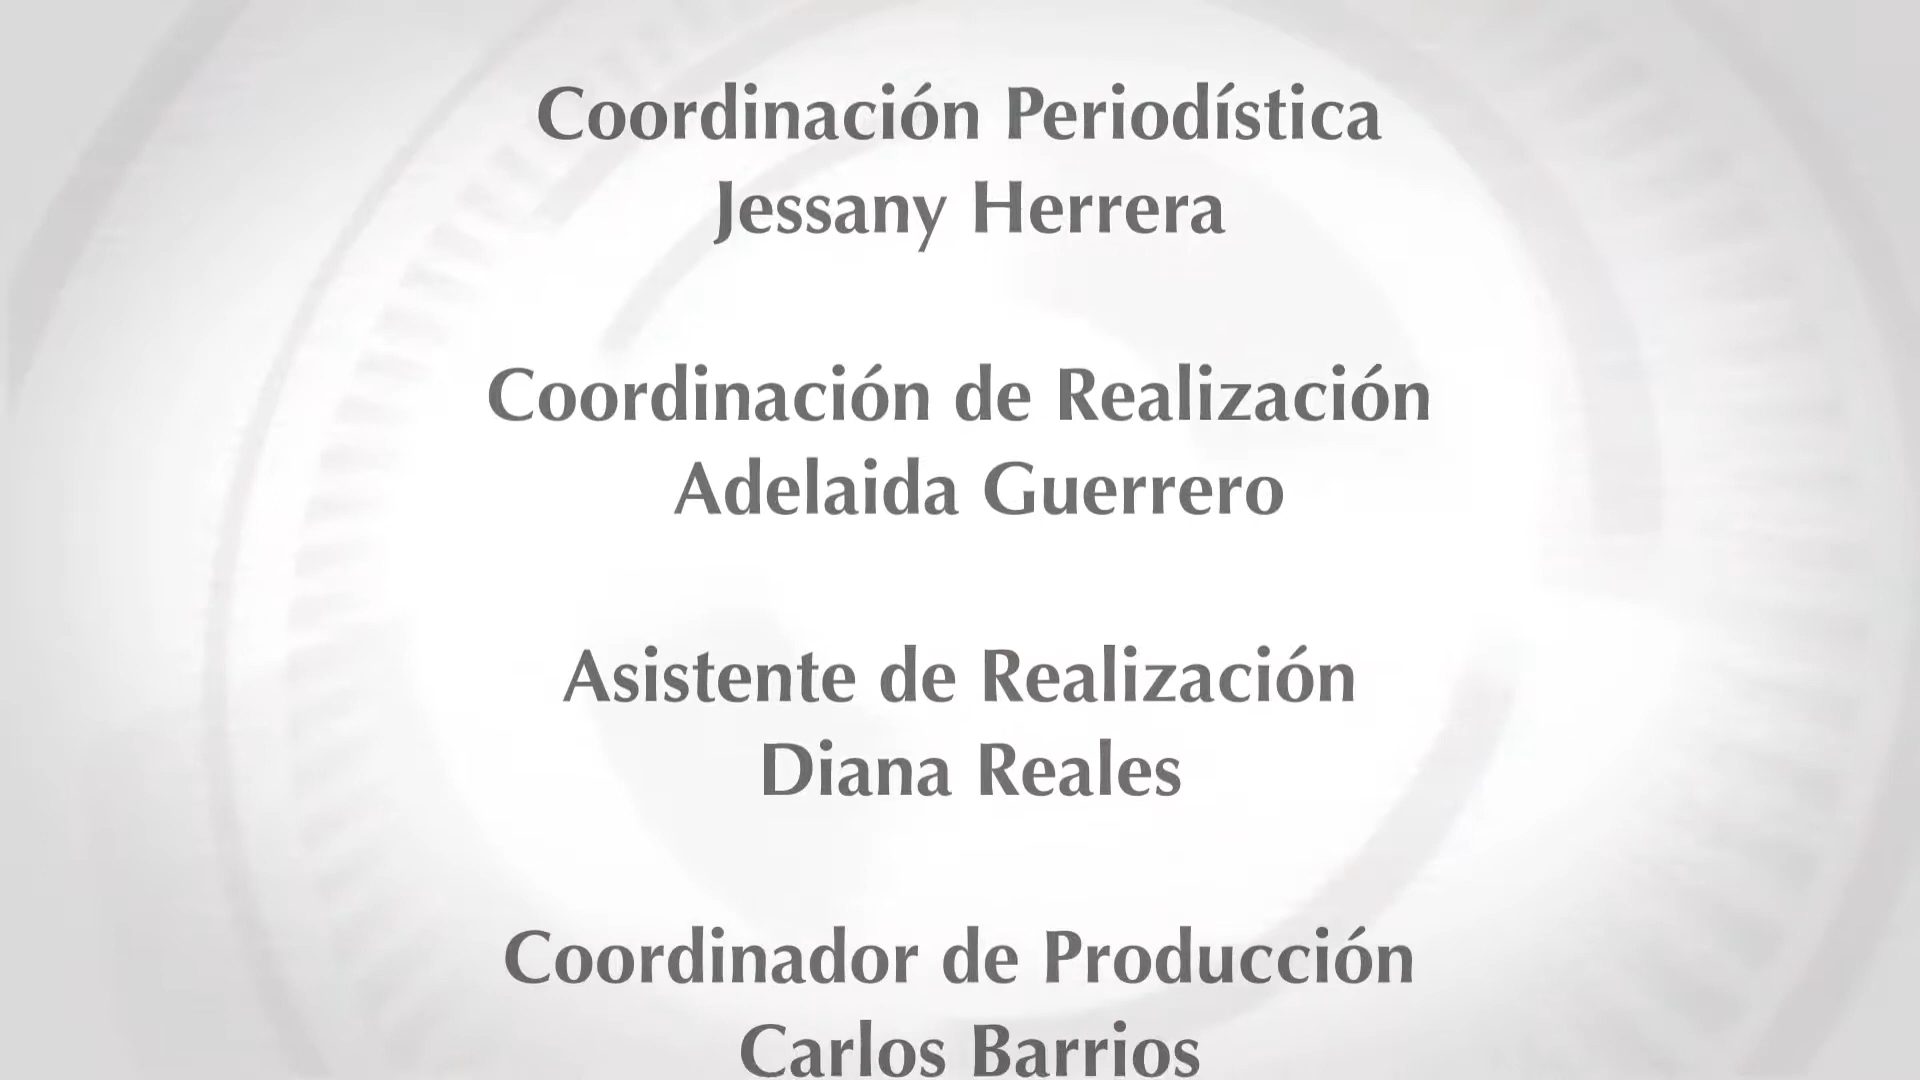 Coordinación Periodística
Jessany Herrera
Coordinación de Realización
Adelaida Guerrero
Asistente de Realización
Diana Reales
Coordinador de Producción
Carlos Barrios